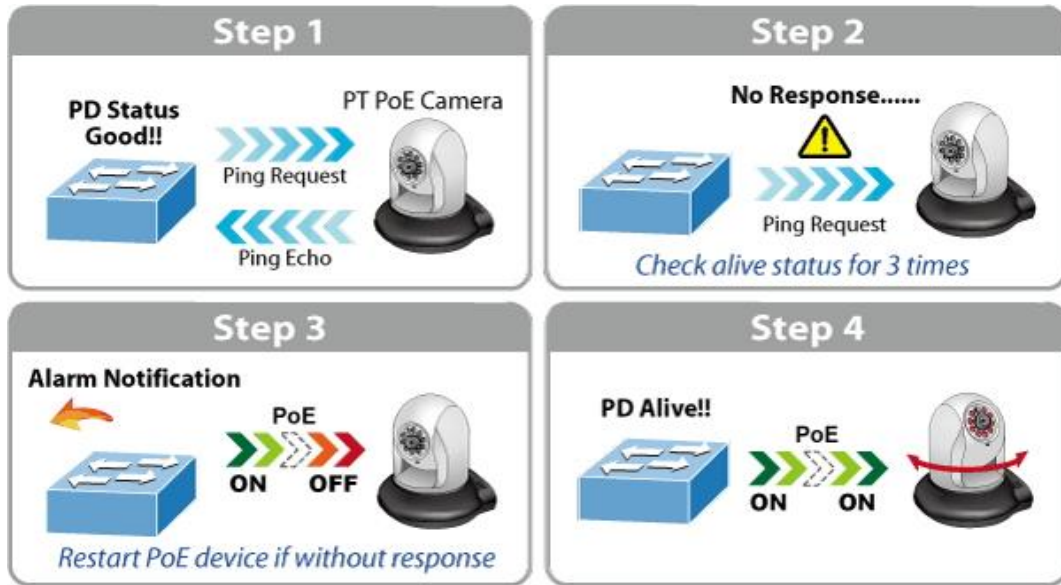 Step 1
PD Status
Good!!
PT PoE Camera
Ping Request
Ping Echo
Step 2
No Response......
Ping Request
Check alive status for 3 times
Step 3
Alarm Notification
PoE
ON OFF
Restart PoE device if without response
Step 4
PD Alive!!
PoE
ON ON